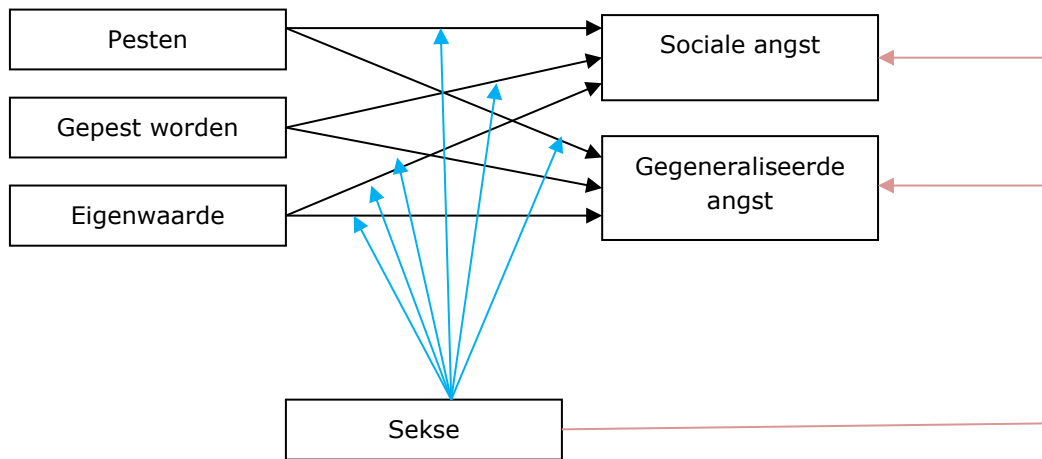 Pesten
Sociale angst
Gepest worden
Gegeneraliseerde
angst
Eigenwaarde
Sekse